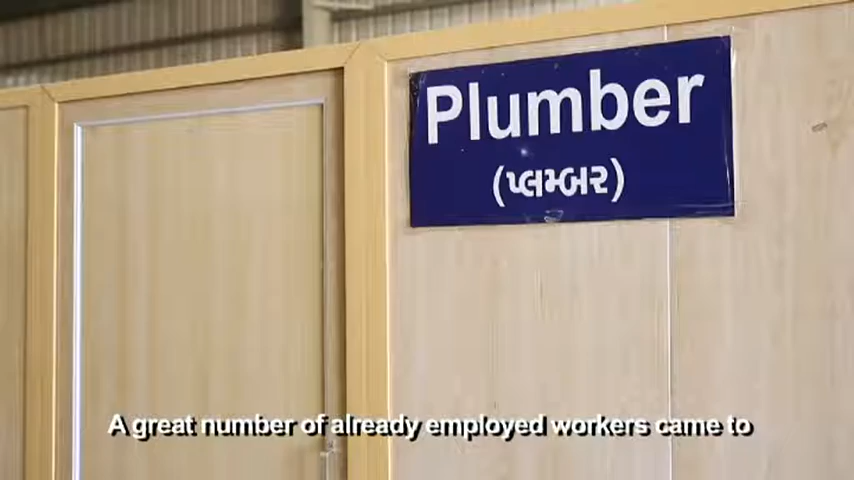 Plumber
(પ્લમ્બર)
A great number of already employed workers came to